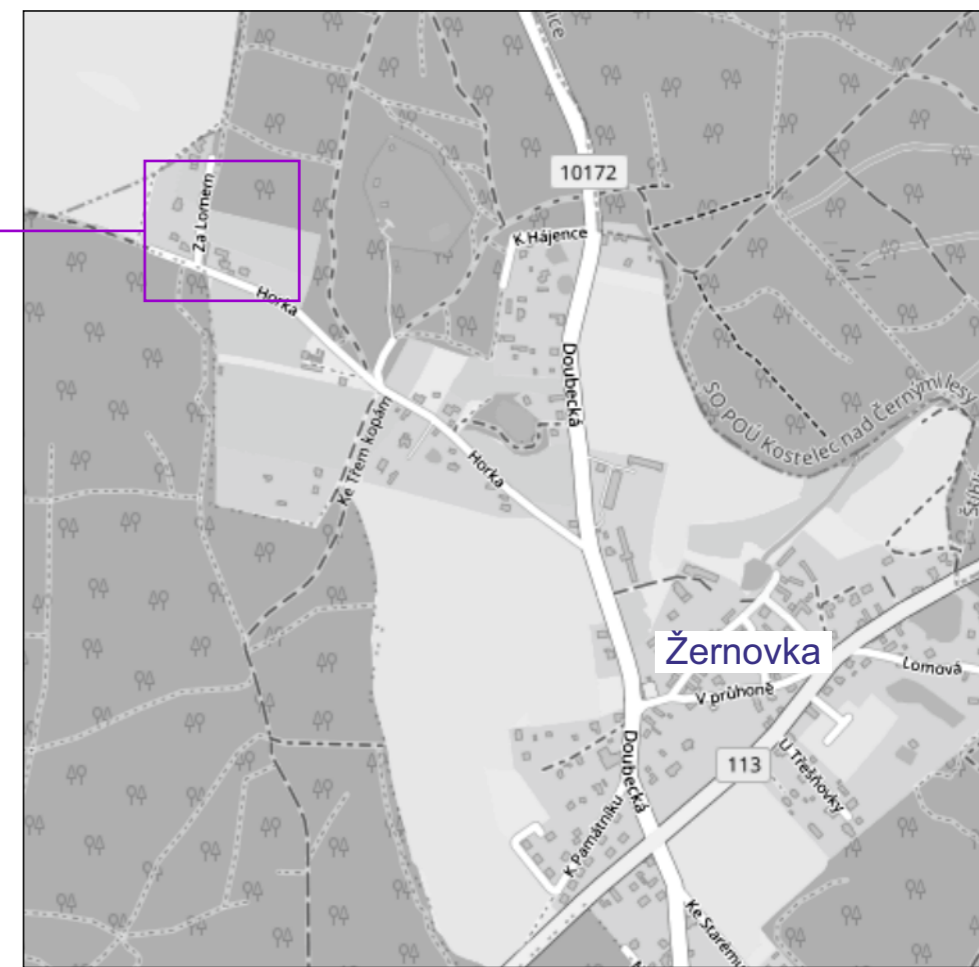 10172
Za Lomem
K Hájence
Horka
Doubecká
SO POÚ Kostelec nad Černými lesy
Ke Třem kopám
Horka
Žernovka
Lomová
V průhoně
Doubecká
113
U Třešňovky
K Památníku
Ke Starému